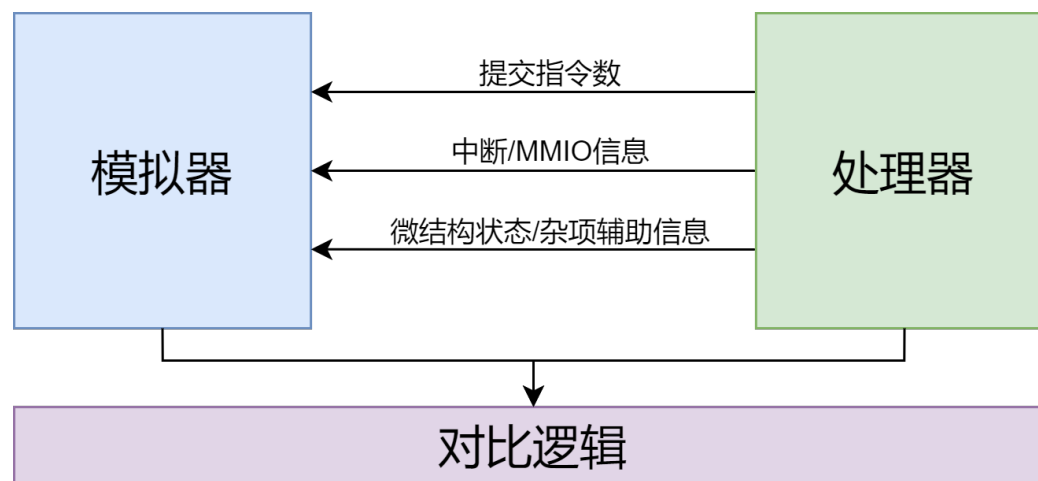 提交指令数
模拟器
中断/MMIO信息
处理器
微结构状态/杂项辅助信息
对比逻辑